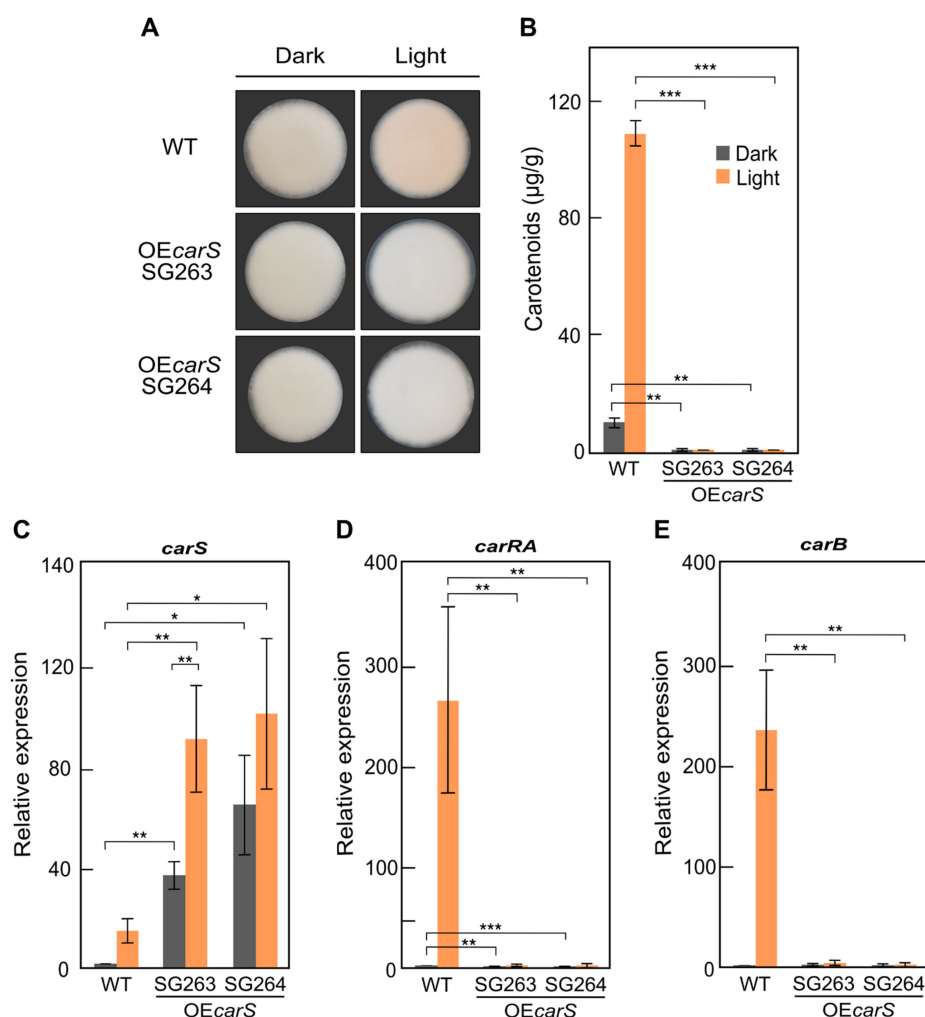 A
Dark Light
WT
OEcarS
SG263
OEcarS
SG264
B
Carotenoids (µg/g)
120
80
40
0
***
***
Dark
Light
**
**
WT SG263 SG264
OEcarS
C
carS
Relative expression
140
120
80
40
0
*
*
**
**
**
WT SG263 SG264
OEcarS
D
carRA
Relative expression
400
300
200
100
0
**
**
***
**
WT SG263 SG264
OEcarS
E
carB
Relative expression
400
300
200
100
0
**
**
WT SG263 SG264
OEcarS